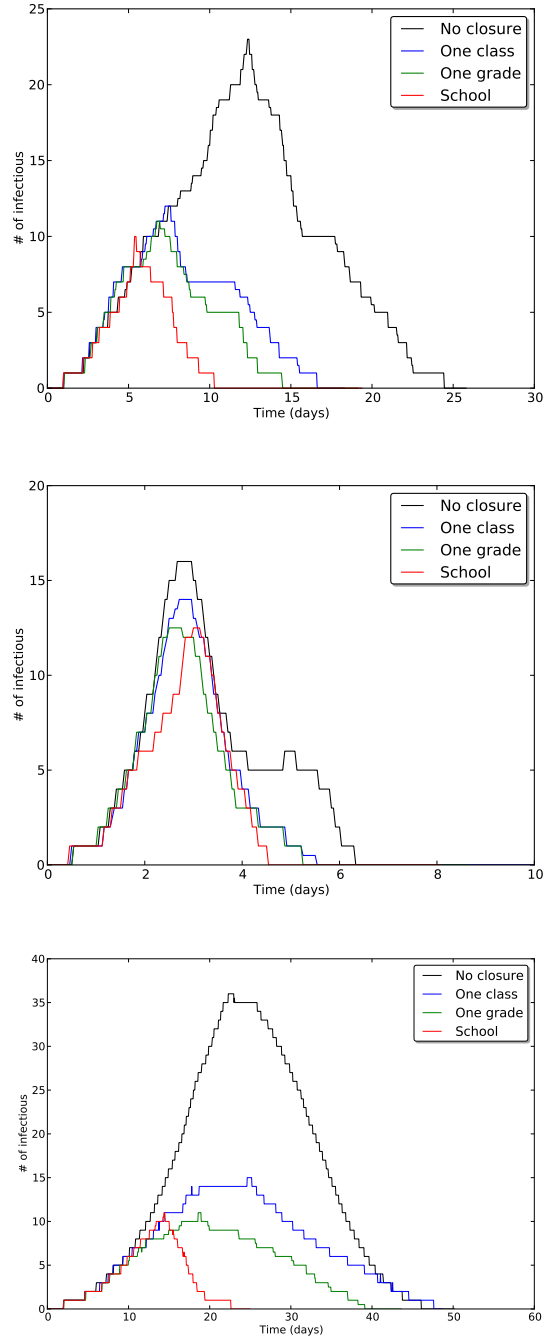 25
20
15
10
5
0
# of infectious
No closure
One class
One grade
School
0 5 10 15 20 25 30
Time (days)
20
15
10
5
0
# of infectious
No closure
One class
One grade
School
0 2 4 6 8 10
Time (days)
40
35
30
25
20
15
10
5
0
# of infectious
No closure
One class
One grade
School
0 10 20 30 40 50 60
Time (days)